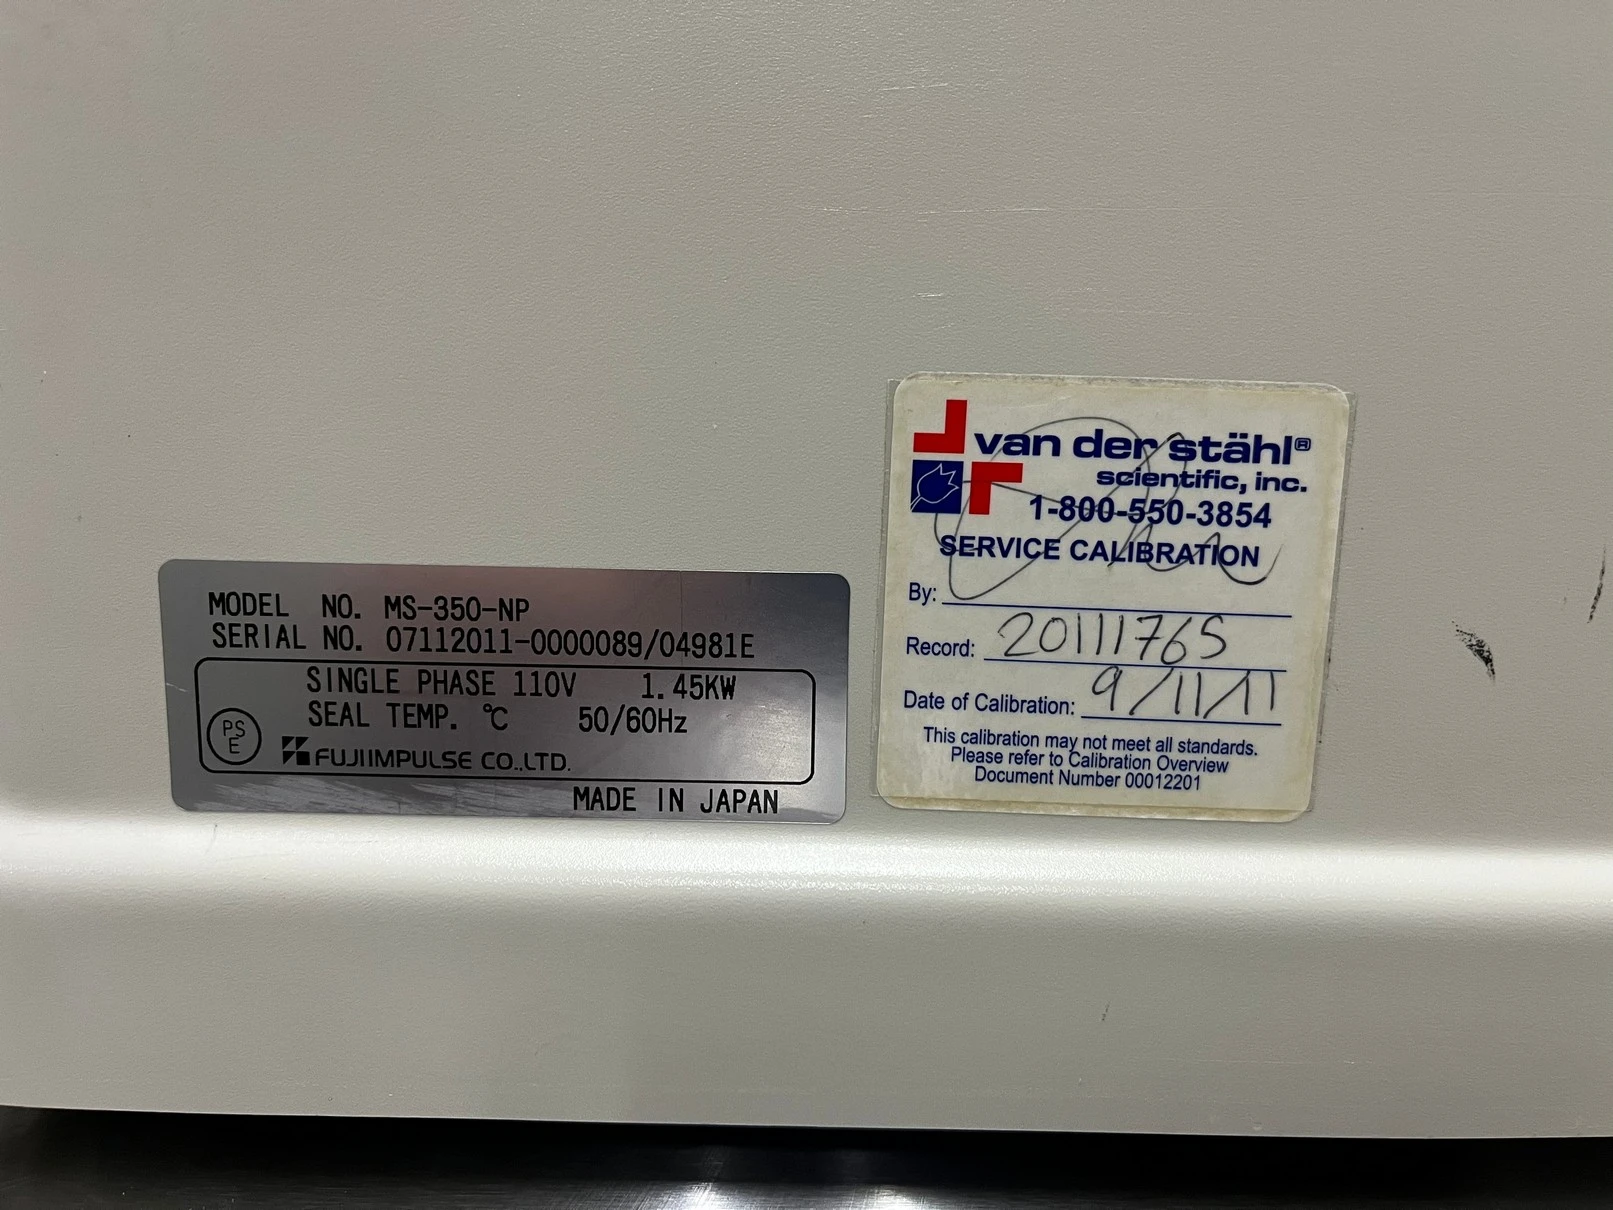 MODEL NO. MS-350-NP
SERIAL NO. 07112011-0000089/04981E
SINGLE PHASE 110V 1.45KW
SEAL TEMP. °C 50/60Hz
PS
E
FUJIIMPULSE CO.,LTD.
MADE IN JAPAN
van der stähl®
scientific, inc.
1-800-550-3854
SERVICE CALIBRATION
By:
Record: 20111765
Date of Calibration: 9/11/11
This calibration may not meet all standards.
Please refer to Calibration Overview
Document Number 00012201